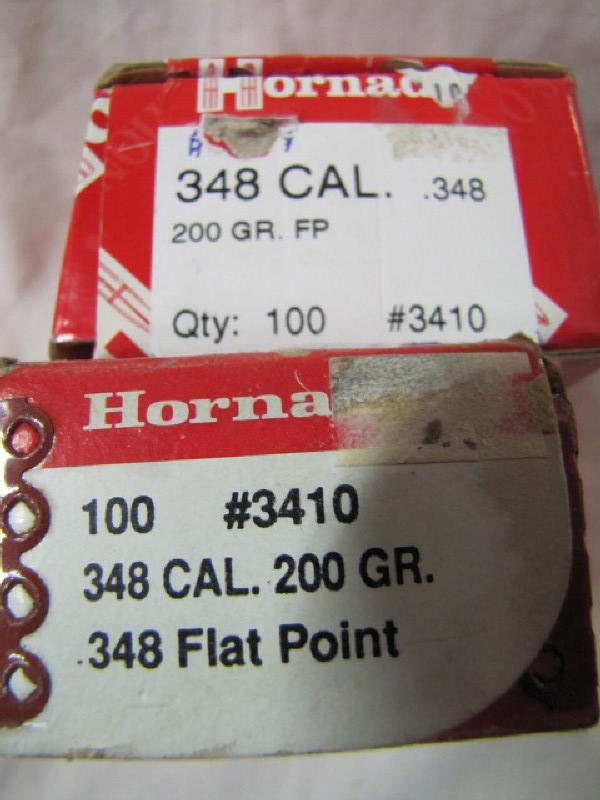 Hornady
348 CAL. .348
200 GR. FP
Qty: 100 #3410
Horna
100 #3410
348 CAL. 200 GR.
.348 Flat Point